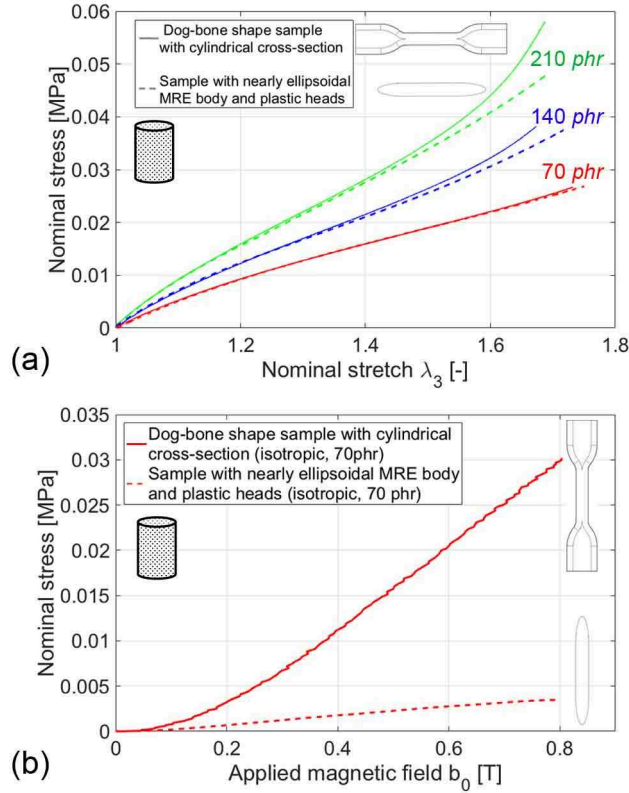 0.06
0.05
0.04
0.03
0.02
0.01
0
Nominal stress [MPa]
Dog-bone shape sample
with cylindrical cross-section
Sample with nearly ellipsoidal
MRE body and plastic heads
210 phr
140 phr
70 phr
1
1.2
1.4
1.6
1.8
Nominal stretch λ3 [-]
(a)
0.035
0.03
0.025
0.02
0.015
0.01
0.005
0
Nominal stress [MPa]
Dog-bone shape sample with cylindrical
cross-section (isotropic, 70phr)
Sample with nearly ellipsoidal MRE body
and plastic heads (isotropic, 70 phr)
0
0.2
0.4
0.6
0.8
Applied magnetic field b0 [T]
(b)